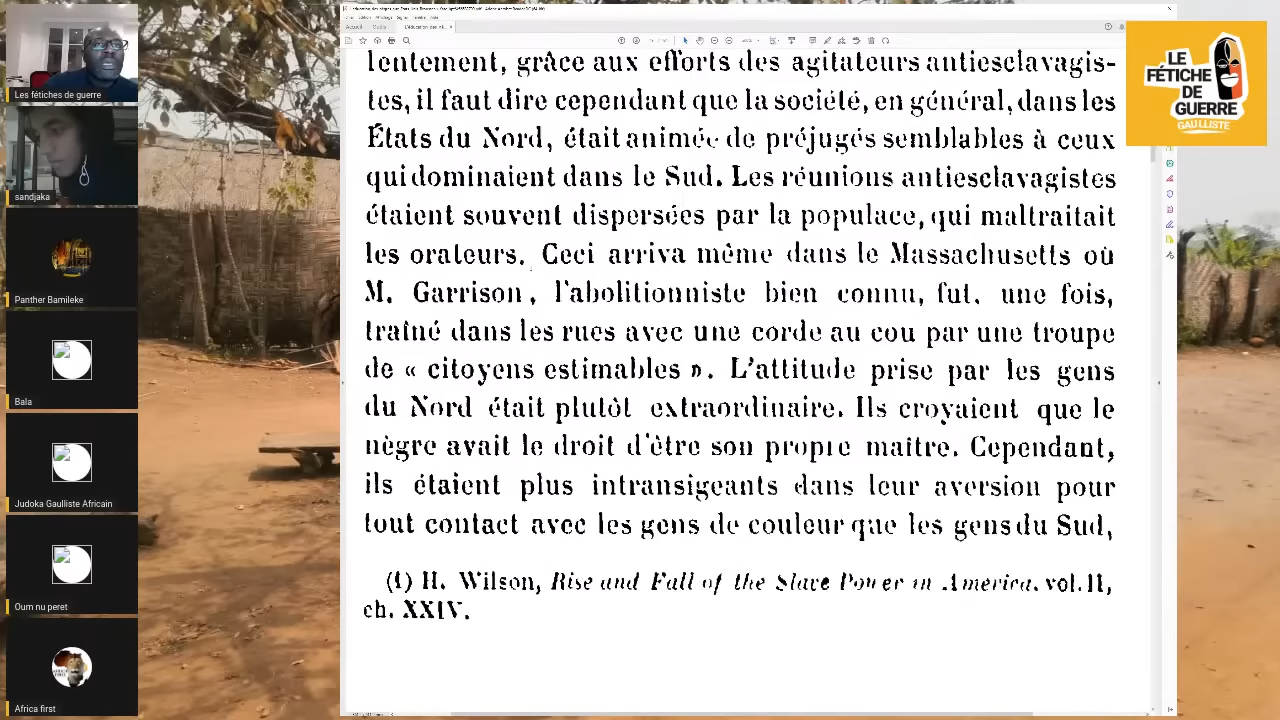 Les fétiches de guerre
sandjaka
Panther Bamileke
Bala
Judoka Gaulliste Africain
Oum nu peret
Africa first
Accueil
Outils
lentement, grâce aux efforts des agitateurs antiesclavagis-
tes, il faut dire cependant que la société, en général, dans les
États du Nord, était animée de préjugés semblables à ceux
qui dominaient dans le Sud. Les réunions antiesclavagistes
étaient souvent dispersées par la populace, qui maltraitait
les orateurs. Ceci arriva même dans le Massachusetts où
M. Garrison, l'abolitionniste bien connu, fut, une fois,
traîné dans les rues avec une corde au cou par une troupe
de « citoyens estimables ». L'attitude prise par les gens
du Nord était plutôt extraordinaire. Ils croyaient que le
nègre avait le droit d'être son propre maître. Cependant,
ils étaient plus intransigeants dans leur aversion pour
tout contact avec les gens de couleur que les gens du Sud,
(1) H. Wilson, Rise and Fall of the Slave Power in America. vol. II,
ch. XXIV.
LE
FÉTICHE
DE
GUERRE
GAULLISTE